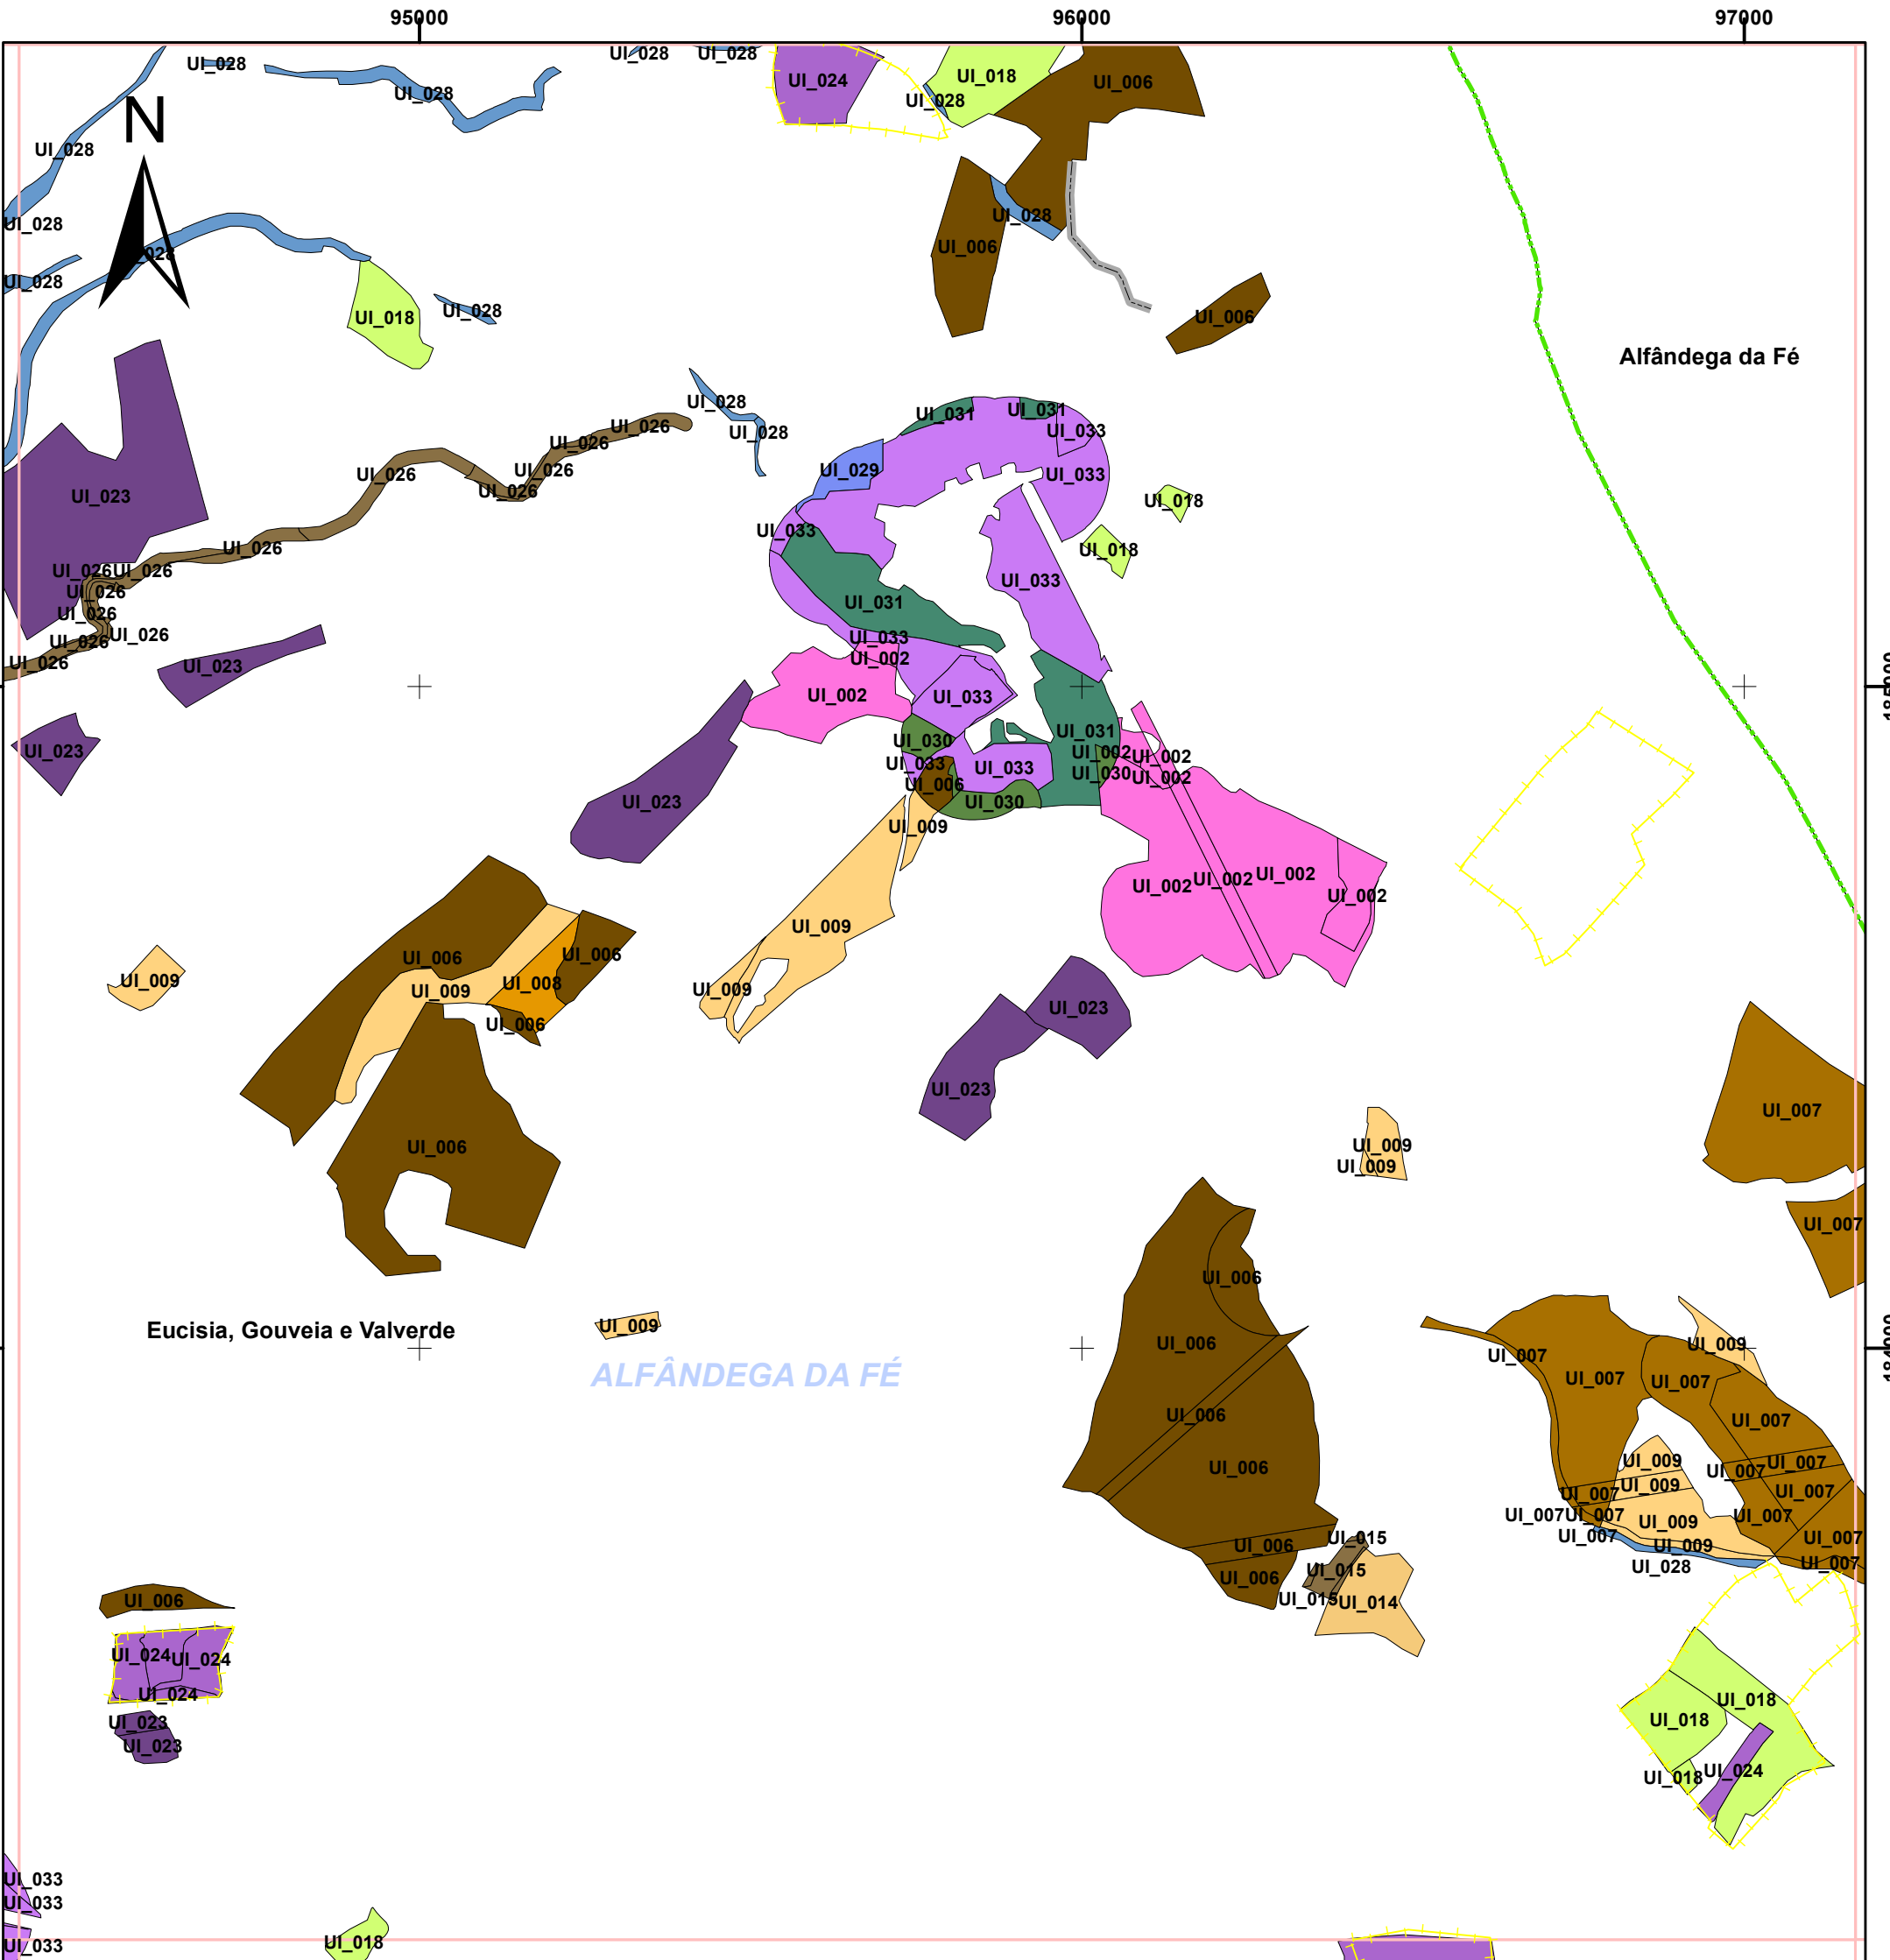 95000 96000 97000
UI_028 UI_028 UI_028
UI_028 UI_024 UI_028 UI_018 UI_006
N
UI_028
UI_028 UI_028 UI_006
UI_028
UI_018 UI_028 UI_006
Alfândega da Fé
UI_028 UI_031 UI_031
UI_026 UI_028 UI_033
UI_026
UI_023 UI_026 UI_026 UI_029 UI_033
UI_026 UI_018
UI_033
UI_026 UI_018
UI_026 UI_026 UI_033
UI_026 UI_031
UI_026
UI_026 UI_026 UI_033
UI_026 UI_023 UI_002
UI_002 UI_033
UI_023 UI_030 UI_031
UI_002 UI_002
UI_033 UI_033 UI_030 UI_002
UI_006
UI_023 UI_030
UI_009
UI_002 UI_002 UI_002 UI_002
UI_009
UI_006 UI_006
UI_009 UI_009 UI_008 UI_009
UI_006 UI_023
UI_023
UI_007
UI_006 UI_009
UI_009
UI_007
UI_006
Eucisia, Gouveia e Valverde UI_009
UI_006 UI_009
UI_007
ALFÂNDEGA DA FÉ
UI_007 UI_007
UI_006 UI_007
UI_006 UI_009 UI_007 UI_007
UI_009 UI_007
UI_007
UI_007 UI_007 UI_009 UI_007
UI_006 UI_015 UI_007 UI_009 UI_007
UI_006 UI_015 UI_028 UI_007
UI_006 UI_015 UI_014
UI_024 UI_024
UI_024 UI_018
UI_023 UI_018
UI_023
UI_018 UI_024
UI_033
UI_033
UI_033 UI_018